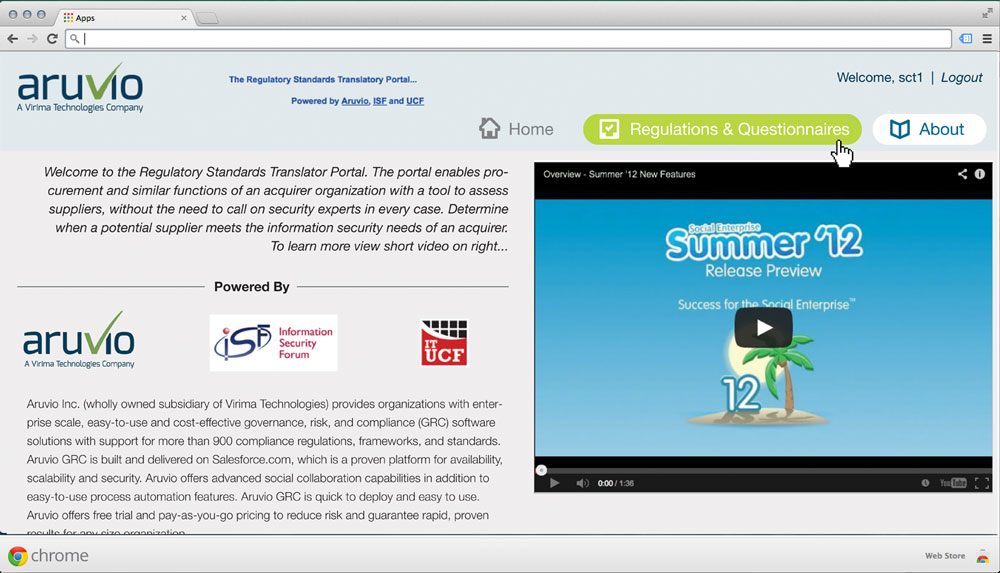 Apps
aruvio
A Virima Technologies Company
The Regulatory Standards Translatory Portal...
Powered by Aruvio, ISF and UCF
Welcome, sct1 | Logout
Home
Regulations & Questionnaires
About
Welcome to the Regulatory Standards Translator Portal. The portal enables pro-
curement and similar functions of an acquirer organization with a tool to assess
suppliers, without the need to call on security experts in every case. Determine
when a potential supplier meets the information security needs of an acquirer.
To learn more view short video on right...
Powered By
aruvio
A Virima Technologies Company
iSF Information
Security
Forum
IT
UCF
Aruvio Inc. (wholly owned subsidiary of Virima Technologies) provides organizations with enter-
prise scale, easy-to-use and cost-effective governance, risk, and compliance (GRC) software
solutions with support for more than 900 compliance regulations, frameworks, and standards.
Aruvio GRC is built and delivered on Salesforce.com, which is a proven platform for availability,
scalability and security. Aruvio offers advanced social collaboration capabilities in addition to
easy-to-use process automation features. Aruvio GRC is quick to deploy and easy to use.
Aruvio offers free trial and pay-as-you-go pricing to reduce risk and guarantee rapid, proven
results for any size organization
Overview - Summer '12 New Features
Social Enterprise
Summer '12
Release Preview
Success for the Social Enterprise™
12
0:00 / 1:36
YouTube
chrome
Web Store